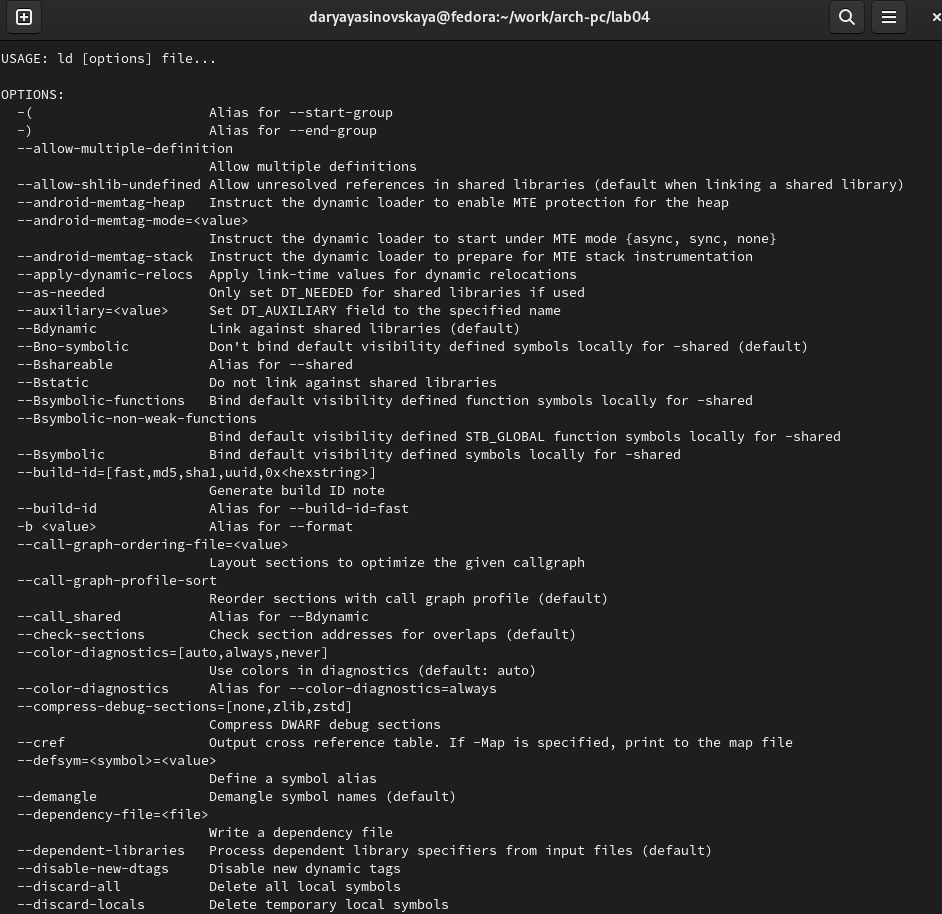 daryayasinovskaya@fedora:~/work/arch-pc/lab04
USAGE: ld [options] file...
OPTIONS:
-( Alias for --start-group
-) Alias for --end-group
--allow-multiple-definition
Allow multiple definitions
--allow-shlib-undefined Allow unresolved references in shared libraries (default when linking a shared library)
--android-memtag-heap Instruct the dynamic loader to enable MTE protection for the heap
--android-memtag-mode=<value>
Instruct the dynamic loader to start under MTE mode {async, sync, none}
--android-memtag-stack Instruct the dynamic loader to prepare for MTE stack instrumentation
--apply-dynamic-relocs Apply link-time values for dynamic relocations
--as-needed Only set DT_NEEDED for shared libraries if used
--auxiliary=<value> Set DT_AUXILIARY field to the specified name
--Bdynamic Link against shared libraries (default)
--Bno-symbolic Don't bind default visibility defined symbols locally for -shared (default)
--Bshareable Alias for --shared
--Bstatic Do not link against shared libraries
--Bsymbolic-functions Bind default visibility defined function symbols locally for -shared
--Bsymbolic-non-weak-functions
Bind default visibility defined STB_GLOBAL function symbols locally for -shared
--Bsymbolic Bind default visibility defined symbols locally for -shared
--build-id=[fast,md5,sha1,uuid,0x<hexstring>]
Generate build ID note
--build-id Alias for --build-id=fast
-b <value> Alias for --format
--call-graph-ordering-file=<value>
Layout sections to optimize the given callgraph
--call-graph-profile-sort
Reorder sections with call graph profile (default)
--call_shared Alias for --Bdynamic
--check-sections Check section addresses for overlaps (default)
--color-diagnostics=[auto,always,never]
Use colors in diagnostics (default: auto)
--color-diagnostics Alias for --color-diagnostics=always
--compress-debug-sections=[none,zlib,zstd]
Compress DWARF debug sections
--cref Output cross reference table. If -Map is specified, print to the map file
--defsym=<symbol>=<value>
Define a symbol alias
--demangle Demangle symbol names (default)
--dependency-file=<file>
Write a dependency file
--dependent-libraries Process dependent library specifiers from input files (default)
--disable-new-dtags Disable new dynamic tags
--discard-all Delete all local symbols
--discard-locals Delete temporary local symbols